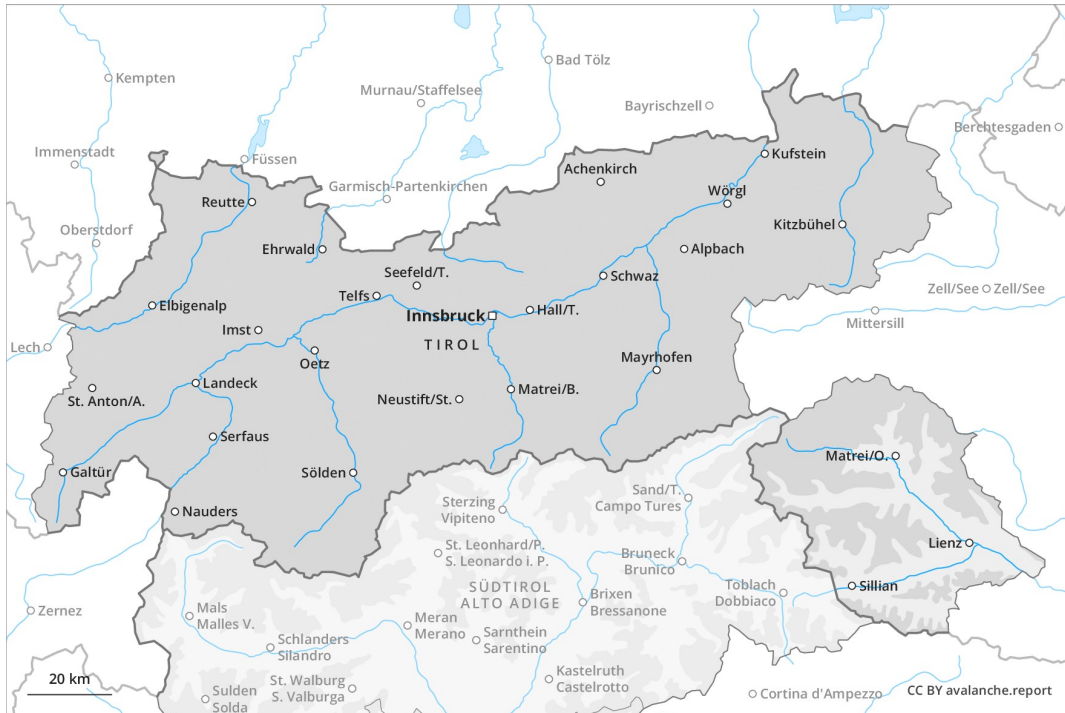 Bad Tölz
Kempten
Murnau/Staffelsee
Bayrischzell
Berchtesgaden
Immenstadt
Füssen
Kufstein
Achenkirch
Garmisch-Partenkirchen
Wörgl
Reutte
Oberstdorf
Kitzbühel
Ehrwald
Alpbach
Seefeld/T.
Schwaz
Zell/See
Zell/See
Telfs
Elbigenalp
Hall/T.
Innsbruck
Mittersill
Imst
TIROL
Lech
Mayrhofen
Oetz
Landeck
Matrei/B.
St. Anton/A.
Neustift/St.
Serfaus
Matrei/O.
Galtür
Sölden
Sand/T.
Campo Tures
Sterzing
Vipiteno
Nauders
Lienz
St. Leonhard/P.
S. Leonardo i. P.
Bruneck
Brunico
SÜDTIROL
ALTO ADIGE
Sillian
Toblach
Dobbiaco
Brixen
Bressanone
Zernez
Mals
Malles V.
Meran
Merano
Sarnthein
Sarentino
Schlanders
Silandro
Kastelruth
Castelrotto
20 km
St. Walburg
S. Valburga
Sulden
Solda
Cortina d'Ampezzo
CC BY avalanche.report